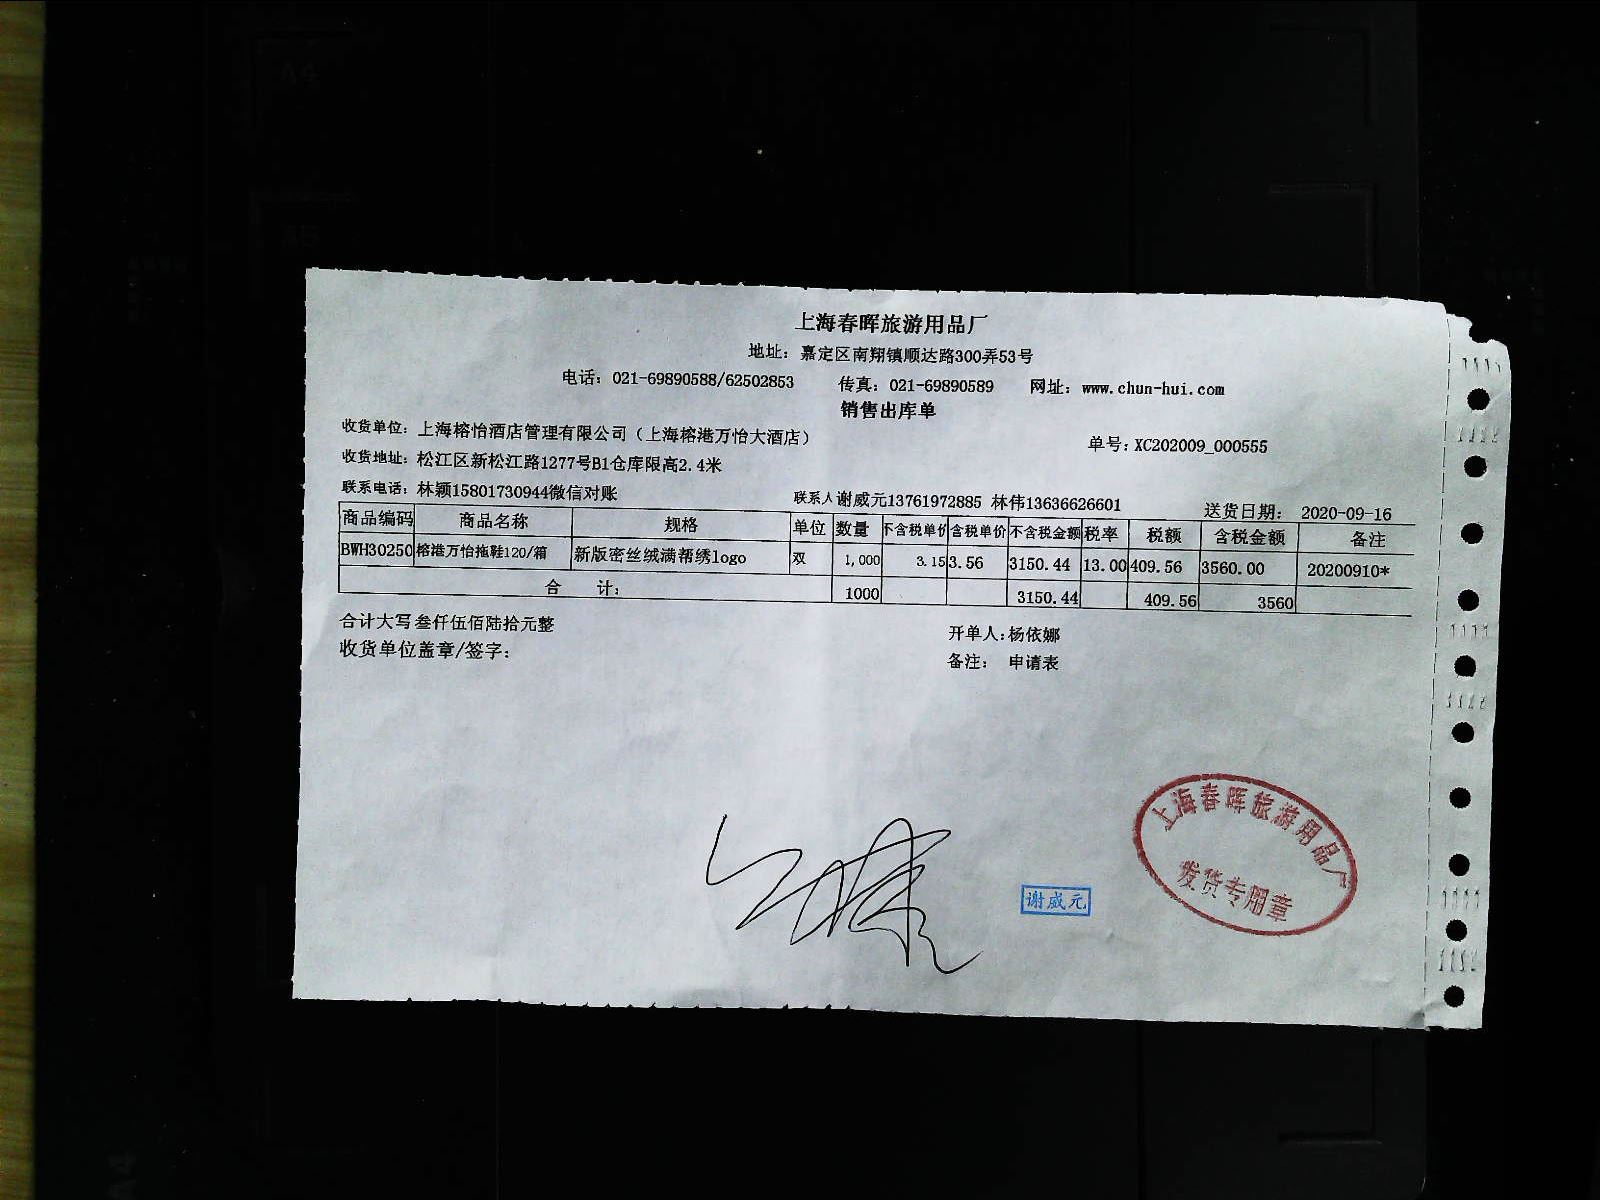 上海春晖旅游用品厂
地址：嘉定区南翔镇顺达路300弄53号
电话：021-69890588/62502853 传真：021-69890589 网址：www.chun-hui.com
销售出库单
收货单位：上海榕怡酒店管理有限公司（上海榕港万怡大酒店） 单号：XC202009_000555
收货地址：松江区新松江路1277号B1仓库限高2.4米
联系电话：林颖15801730944微信对账 联系人谢威元13761972885 林伟13636626601 送货日期： 2020-09-16
商品编码 商品名称 规格 单位 数量 不含税单价 含税单价 不含税金额 税率 税额 含税金额 备注
BWH30250 榕港万怡拖鞋120/箱 新版密丝绒满帮绣logo 双 1,000 3.15 3.56 3150.44 13.00 409.56 3560.00 20200910*
合 计： 1000 3150.44 409.56 3560
合计大写叁仟伍佰陆拾元整 开单人：杨依娜
收货单位盖章/签字： 备注： 申请表
上海春晖旅游用品厂
发货专用章
谢威元
A4
A5
A4